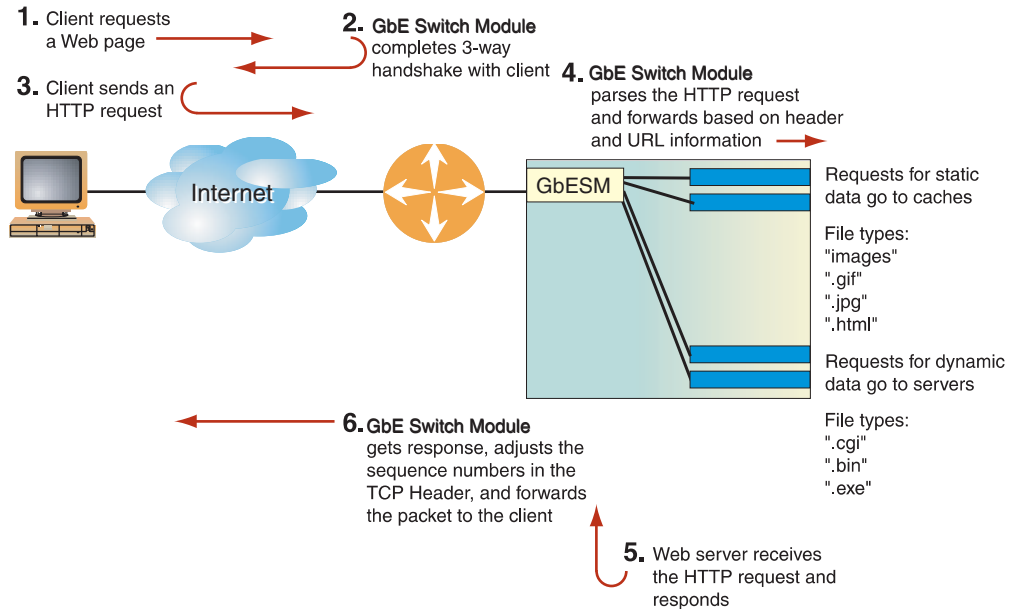 1. Client requests
a Web page
2. GbE Switch Module
completes 3-way
handshake with client
3. Client sends an
HTTP request
4. GbE Switch Module
parses the HTTP request
and forwards based on header
and URL information
Internet
GbESM
Requests for static
data go to caches
File types:
"images"
".gif"
".jpg"
".html"
Requests for dynamic
data go to servers
File types:
".cgi"
".bin"
".exe"
6. GbE Switch Module
gets response, adjusts the
sequence numbers in the
TCP Header, and forwards
the packet to the client
5. Web server receives
the HTTP request and
responds